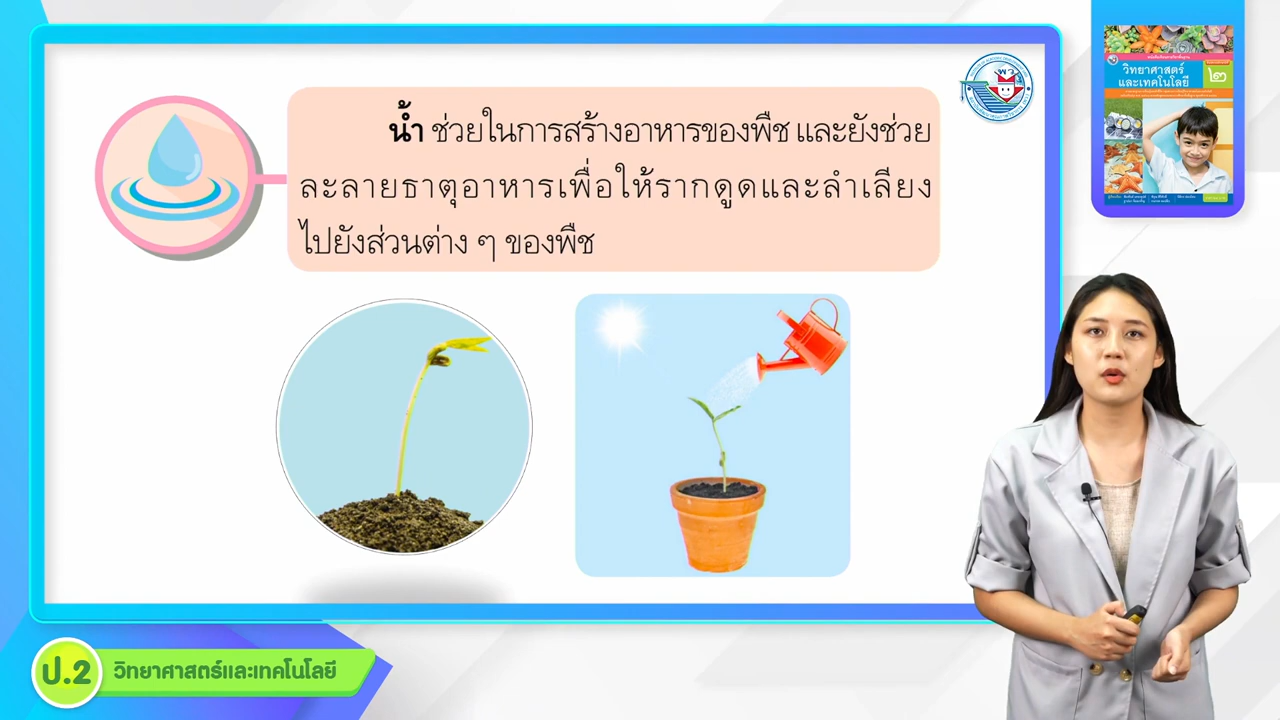 น้ำ ช่วยในการสร้างอาหารของพืช และยังช่วย
ละลายธาตุอาหารเพื่อให้รากดูดและลำเลียง
ไปยังส่วนต่าง ๆ ของพืช
พว
วิทยาศาสตร์
และเทคโนโลยี
๒
ป.2
วิทยาศาสตร์และเทคโนโลยี